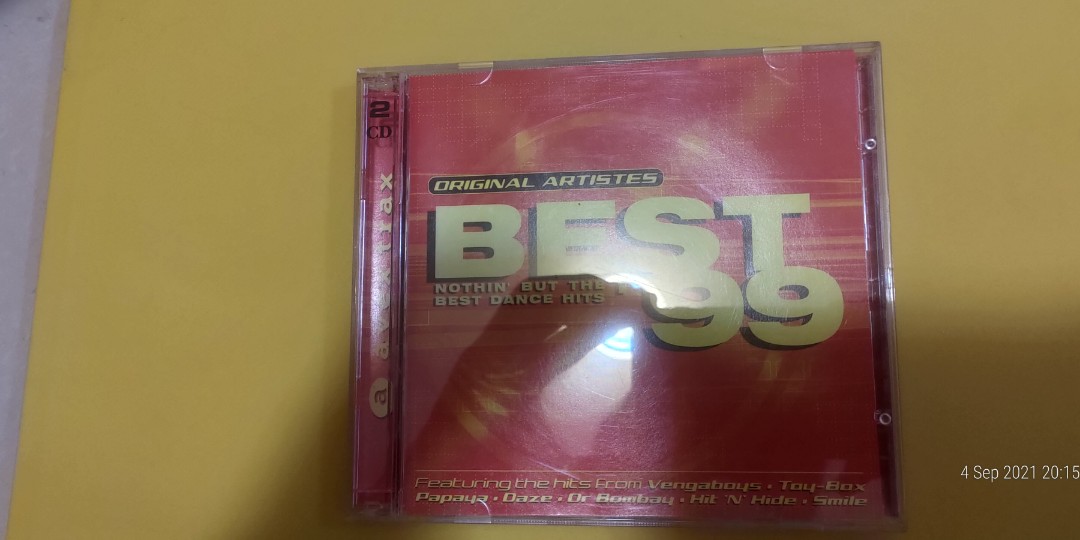 2
CD
a avex trax
ORIGINAL ARTISTES
BEST
99
NOTHIN' BUT THE
BEST DANCE HITS
Featuring the hits from Vengaboys • Toy-Box
Papaya • Daze • Dr Bombay • Hit 'N' Hide • Smile
4 Sep 2021 20:15